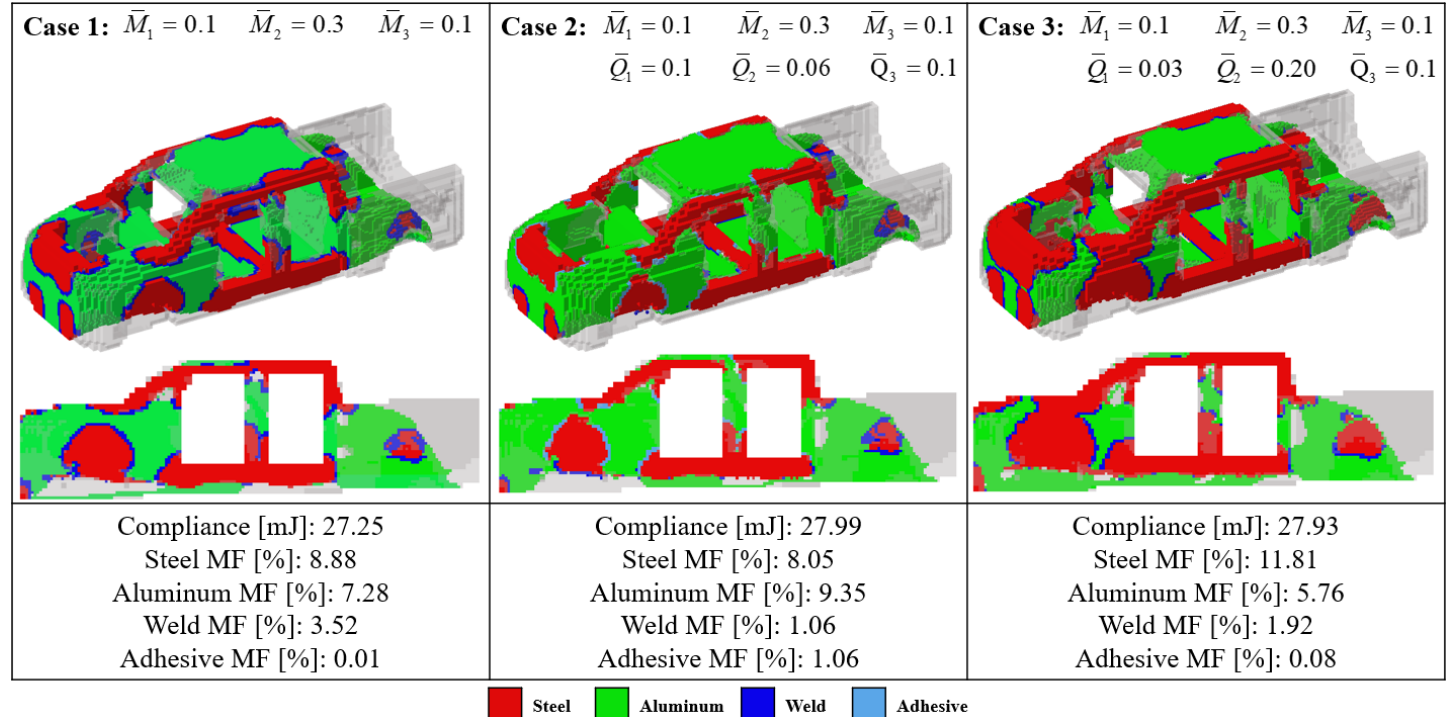 Case 1: M̄₁ = 0.1 M̄₂ = 0.3 M̄₃ = 0.1
Case 2: M̄₁ = 0.1 M̄₂ = 0.3 M̄₃ = 0.1
Q̄₁ = 0.1 Q̄₂ = 0.06 Q̄₃ = 0.1
Case 3: M̄₁ = 0.1 M̄₂ = 0.3 M̄₃ = 0.1
Q̄₁ = 0.03 Q̄₂ = 0.20 Q̄₃ = 0.1
Compliance [mJ]: 27.25
Steel MF [%]: 8.88
Aluminum MF [%]: 7.28
Weld MF [%]: 3.52
Adhesive MF [%]: 0.01
Compliance [mJ]: 27.99
Steel MF [%]: 8.05
Aluminum MF [%]: 9.35
Weld MF [%]: 1.06
Adhesive MF [%]: 1.06
Compliance [mJ]: 27.93
Steel MF [%]: 11.81
Aluminum MF [%]: 5.76
Weld MF [%]: 1.92
Adhesive MF [%]: 0.08
Steel Aluminum Weld Adhesive